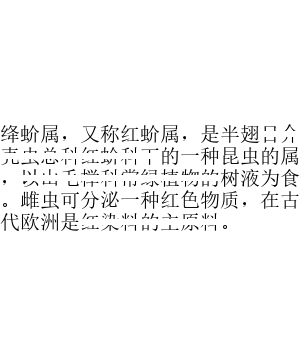 绛蚧属，又称红蚧属，是半翅目介
壳虫总科红蚧科下的一种昆虫的属
，以山毛榉科常绿植物的树液为食
。雌虫可分泌一种红色物质，在古
代欧洲是红染料的主原料。